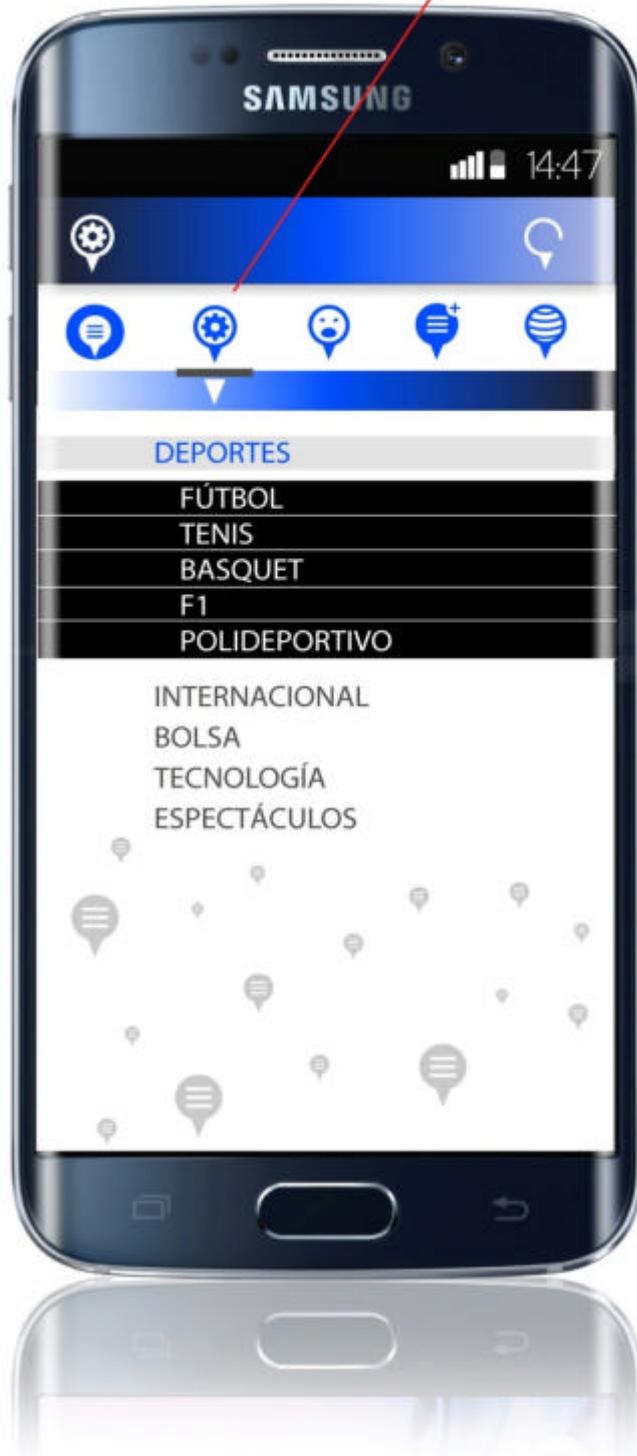 SAMSUNG
14:47
DEPORTES
FÚTBOL
TENIS
BASQUET
F1
POLIDEPORTIVO
INTERNACIONAL
BOLSA
TECNOLOGÍA
ESPECTÁCULOS